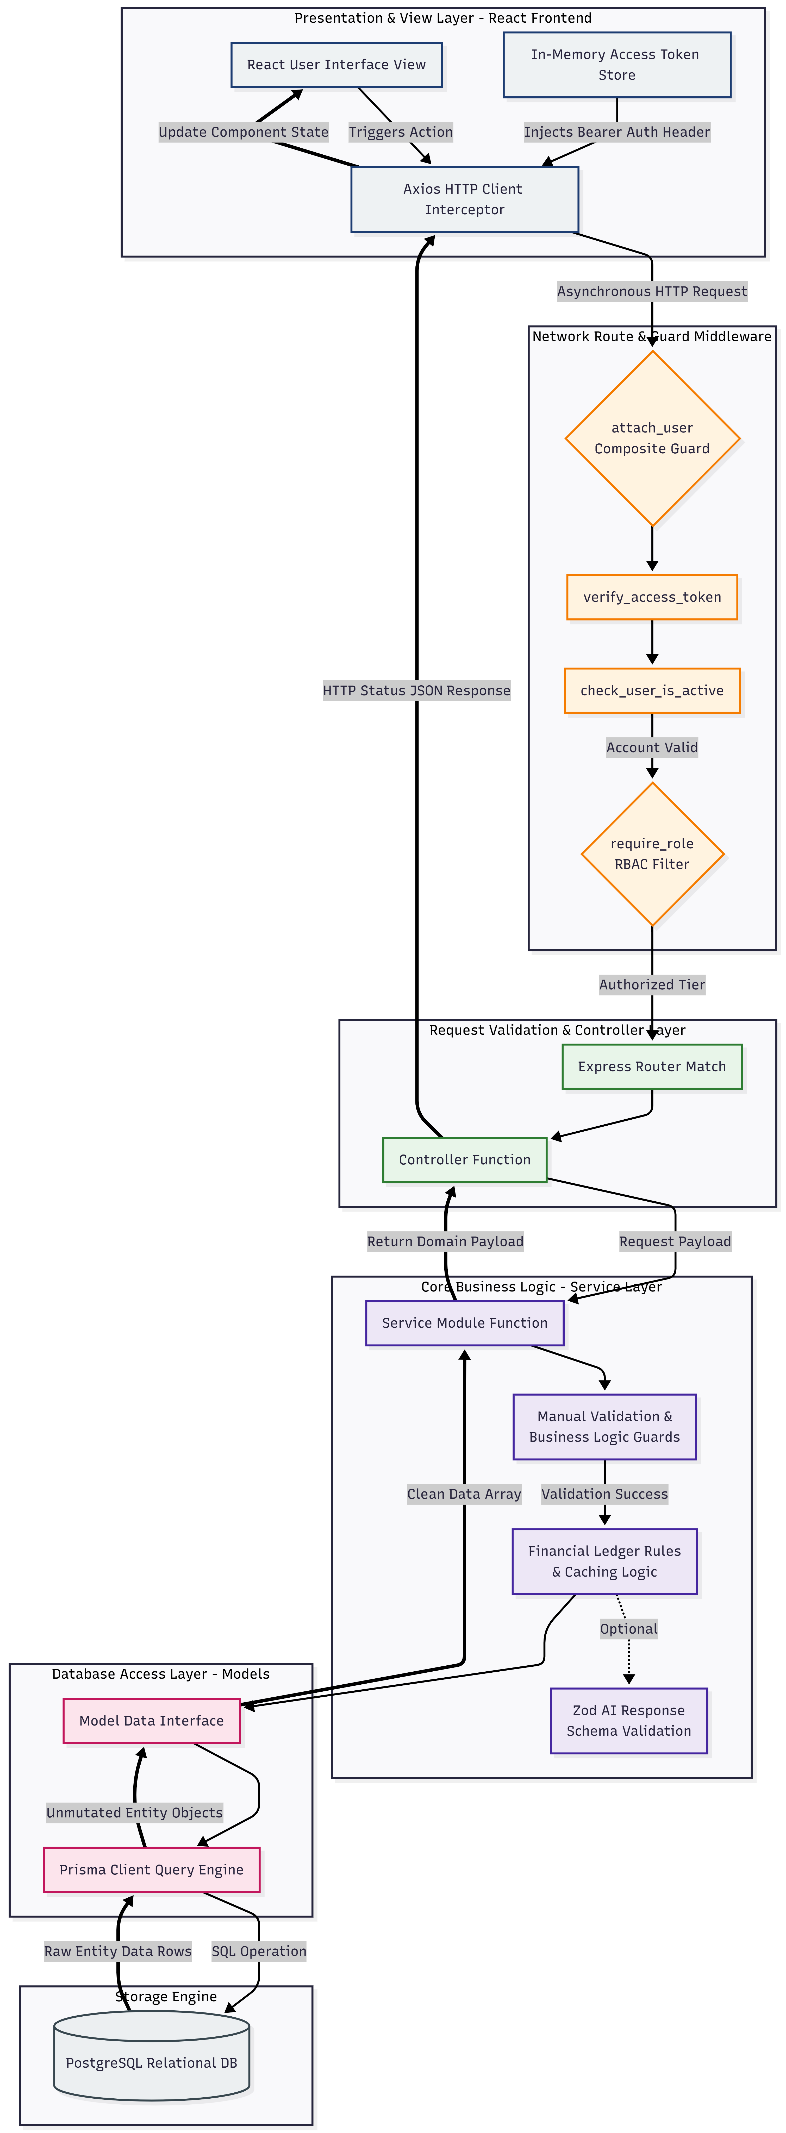 Presentation & View Layer - React Frontend
React User Interface View
In-Memory Access Token
Store
Update Component State
Triggers Action
Injects Bearer Auth Header
Axios HTTP Client
Interceptor
Asynchronous HTTP Request
Network Route & Guard Middleware
attach_user
Composite Guard
verify_access_token
check_user_is_active
HTTP Status JSON Response
Account Valid
require_role
RBAC Filter
Authorized Tier
Request Validation & Controller Layer
Express Router Match
Controller Function
Return Domain Payload
Request Payload
Core Business Logic - Service Layer
Service Module Function
Manual Validation &
Business Logic Guards
Clean Data Array
Validation Success
Financial Ledger Rules
& Caching Logic
Optional
Database Access Layer - Models
Model Data Interface
Zod AI Response
Schema Validation
Unmutated Entity Objects
Prisma Client Query Engine
Raw Entity Data Rows
SQL Operation
Storage Engine
PostgreSQL Relational DB